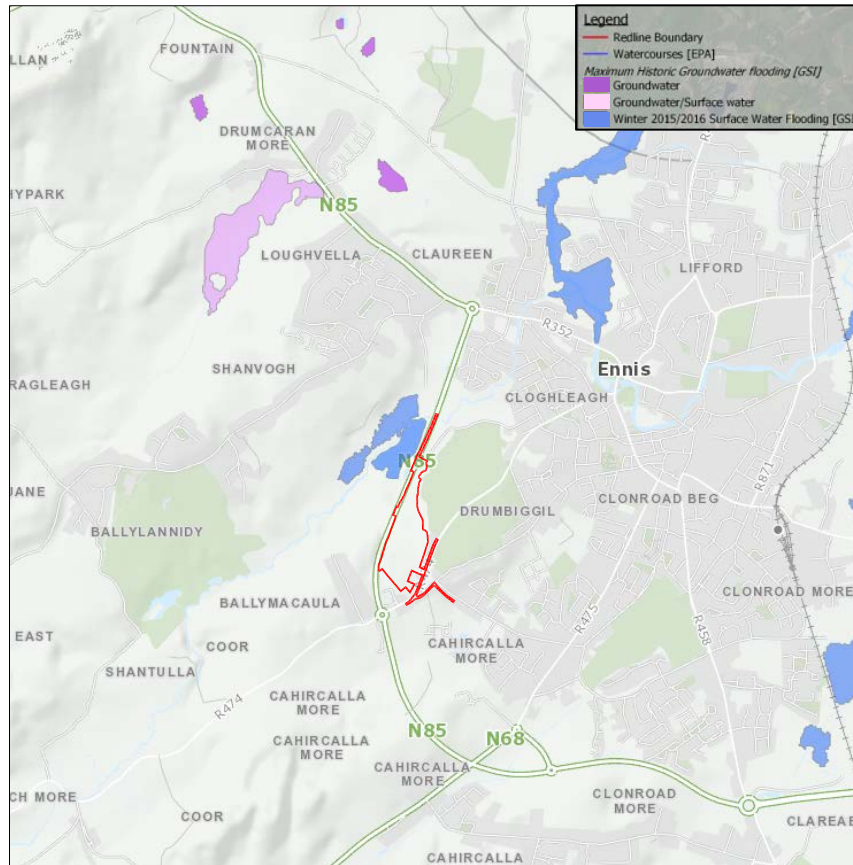 Legend
Redline Boundary
Watercourses [EPA]
Maximum Historic Groundwater flooding [GSI]
Groundwater
Groundwater/Surface water
Winter 2015/2016 Surface Water Flooding [GSI
LLAN
FOUNTAIN
DRUMCARAN
MORE
HYPARK
N85
LOUGHVELLA
CLAUREEN
LIFFORD
R352
Ennis
SHANVOGH
RAGLEAGH
CLOGHLEAGH
N85
R871
UANE
CLONROAD BEG
DRUMBIGGIL
BALLYLANNIDY
CLONROAD MORE
BALLYMACAULA
R475
EAST
COOR
R458
CAHIRCALLA
MORE
SHANTULLA
R474
CAHIRCALLA
MORE
N85
N68
CAHIRCALLA
MORE
CAHIRCALLA
MORE
CH MORE
CLONROAD
MORE
COOR
CLAREAB
CAHIRCALLA